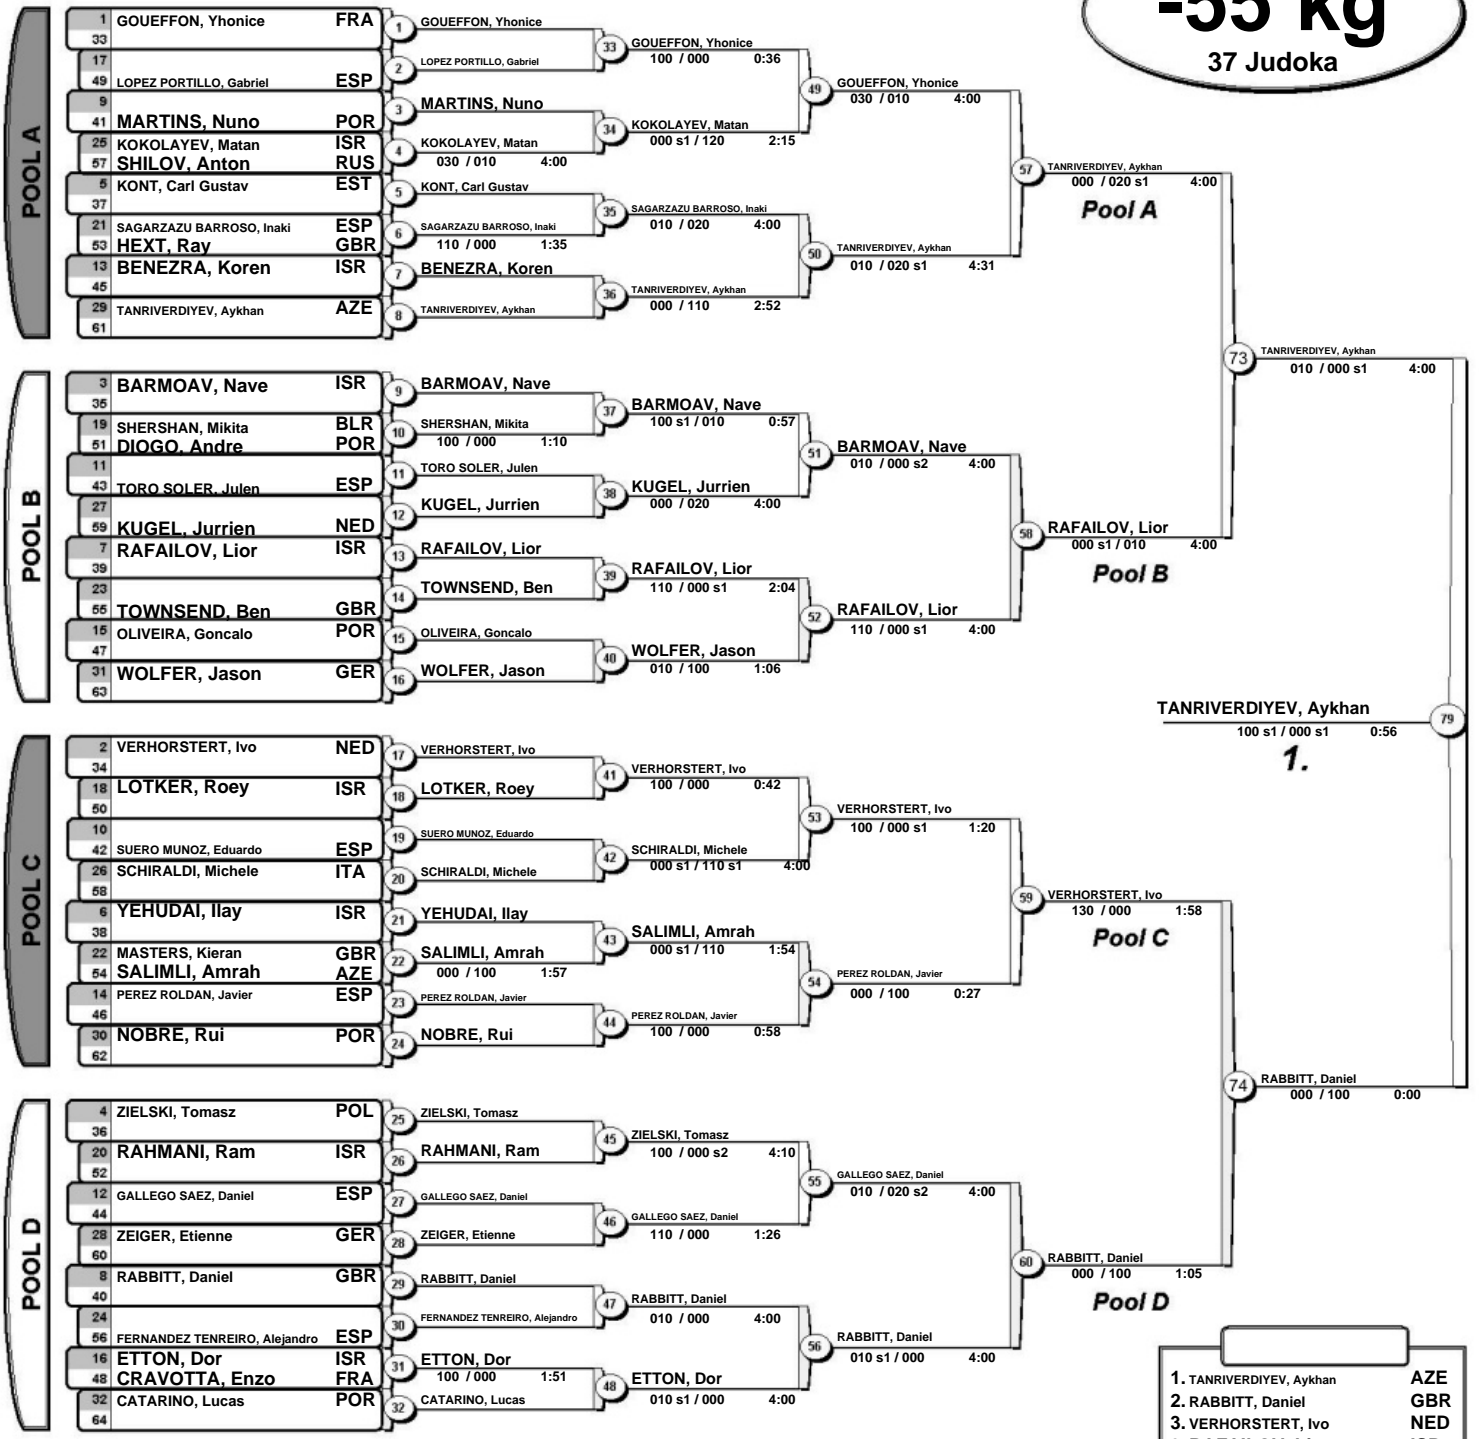 -55 kg
37 Judoka
POOL A
1 GOUEFFON, Yhonice FRA
33
17
49 LOPEZ PORTILLO, Gabriel ESP
9
41 MARTINS, Nuno POR
25 KOKOLAYEV, Matan ISR
57 SHILOV, Anton RUS
5 KONT, Carl Gustav EST
37
21 SAGARZAZU BARROSO, Inaki ESP
53 HEXT, Ray GBR
13 BENEZRA, Koren ISR
45
29 TANRIVERDIYEV, Aykhan AZE
61
1 GOUEFFON, Yhonice
2 LOPEZ PORTILLO, Gabriel
3 MARTINS, Nuno
4 KOKOLAYEV, Matan
030 / 010 4:00
5 KONT, Carl Gustav
6 SAGARZAZU BARROSO, Inaki
110 / 000 1:35
7 BENEZRA, Koren
8 TANRIVERDIYEV, Aykhan
33 GOUEFFON, Yhonice
100 / 000 0:36
34 KOKOLAYEV, Matan
000 s1 / 120 2:15
35 SAGARZAZU BARROSO, Inaki
010 / 020 4:00
36 TANRIVERDIYEV, Aykhan
000 / 110 2:52
49 GOUEFFON, Yhonice
030 / 010 4:00
50 TANRIVERDIYEV, Aykhan
010 / 020 s1 4:31
57 TANRIVERDIYEV, Aykhan
000 / 020 s1 4:00
Pool A
POOL B
3 BARMOAV, Nave ISR
35
19 SHERSHAN, Mikita BLR
51 DIOGO, Andre POR
11
43 TORO SOLER, Julen ESP
27
59 KUGEL, Jurrien NED
7 RAFAILOV, Lior ISR
39
23
55 TOWNSEND, Ben GBR
15 OLIVEIRA, Goncalo POR
47
31 WOLFER, Jason GER
63
9 BARMOAV, Nave
10 SHERSHAN, Mikita
100 / 000 1:10
11 TORO SOLER, Julen
12 KUGEL, Jurrien
13 RAFAILOV, Lior
14 TOWNSEND, Ben
15 OLIVEIRA, Goncalo
16 WOLFER, Jason
37 BARMOAV, Nave
100 s1 / 010 0:57
38 KUGEL, Jurrien
000 / 020 4:00
39 RAFAILOV, Lior
110 / 000 s1 2:04
40 WOLFER, Jason
010 / 100 1:06
51 BARMOAV, Nave
010 / 000 s2 4:00
52 RAFAILOV, Lior
110 / 000 s1 4:00
58 RAFAILOV, Lior
000 s1 / 010 4:00
Pool B
73 TANRIVERDIYEV, Aykhan
010 / 000 s1 4:00
TANRIVERDIYEV, Aykhan 79
100 s1 / 000 s1 0:56
1.
POOL C
2 VERHORSTERT, Ivo NED
34
18 LOTKER, Roey ISR
50
10
42 SUERO MUNOZ, Eduardo ESP
26 SCHIRALDI, Michele ITA
58
6 YEHUDAI, Ilay ISR
38
22 MASTERS, Kieran GBR
54 SALIMLI, Amrah AZE
14 PEREZ ROLDAN, Javier ESP
46
30 NOBRE, Rui POR
62
17 VERHORSTERT, Ivo
18 LOTKER, Roey
19 SUERO MUNOZ, Eduardo
20 SCHIRALDI, Michele
21 YEHUDAI, Ilay
22 SALIMLI, Amrah
000 / 100 1:57
23 PEREZ ROLDAN, Javier
24 NOBRE, Rui
41 VERHORSTERT, Ivo
100 / 000 0:42
42 SCHIRALDI, Michele
000 s1 / 110 s1 4:00
43 SALIMLI, Amrah
000 s1 / 110 1:54
44 PEREZ ROLDAN, Javier
100 / 000 0:58
53 VERHORSTERT, Ivo
100 / 000 s1 1:20
54 PEREZ ROLDAN, Javier
000 / 100 0:27
59 VERHORSTERT, Ivo
130 / 000 1:58
Pool C
POOL D
4 ZIELSKI, Tomasz POL
36
20 RAHMANI, Ram ISR
52
12 GALLEGO SAEZ, Daniel ESP
44
28 ZEIGER, Etienne GER
60
8 RABBITT, Daniel GBR
40
24
56 FERNANDEZ TENREIRO, Alejandro ESP
16 ETTON, Dor ISR
48 CRAVOTTA, Enzo FRA
32 CATARINO, Lucas POR
64
25 ZIELSKI, Tomasz
26 RAHMANI, Ram
27 GALLEGO SAEZ, Daniel
28 ZEIGER, Etienne
29 RABBITT, Daniel
30 FERNANDEZ TENREIRO, Alejandro
31 ETTON, Dor
100 / 000 1:51
32 CATARINO, Lucas
45 ZIELSKI, Tomasz
100 / 000 s2 4:10
46 GALLEGO SAEZ, Daniel
110 / 000 1:26
47 RABBITT, Daniel
010 / 000 4:00
48 ETTON, Dor
010 s1 / 000 4:00
55 GALLEGO SAEZ, Daniel
010 / 020 s2 4:00
56 RABBITT, Daniel
010 s1 / 000 4:00
60 RABBITT, Daniel
000 / 100 1:05
Pool D
74 RABBITT, Daniel
000 / 100 0:00
1. TANRIVERDIYEV, Aykhan AZE
2. RABBITT, Daniel GBR
3. VERHORSTERT, Ivo NED